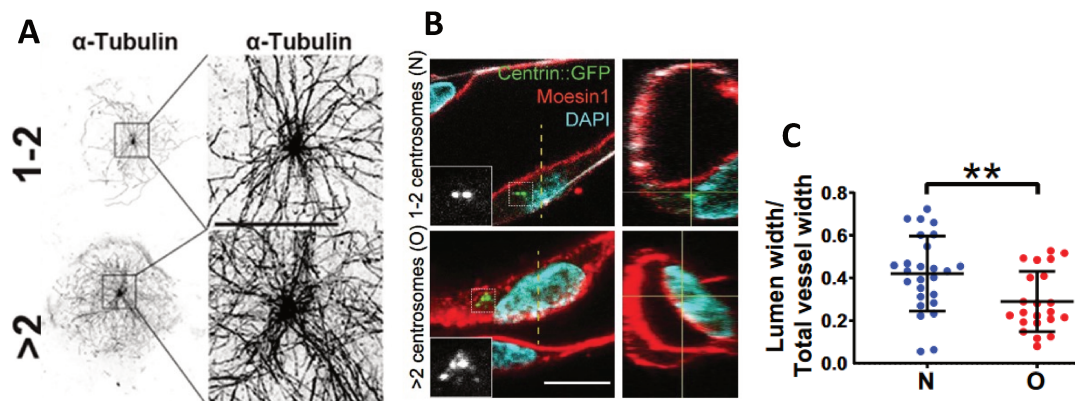 A
α-Tubulin
α-Tubulin
1-2
>2
B
1-2 centrosomes (N)
Centrin::GFP
Moesin1
DAPI
>2 centrosomes (O)
C
**
Lumen width/
Total vessel width
0.8
0.6
0.4
0.2
0.0
N
O